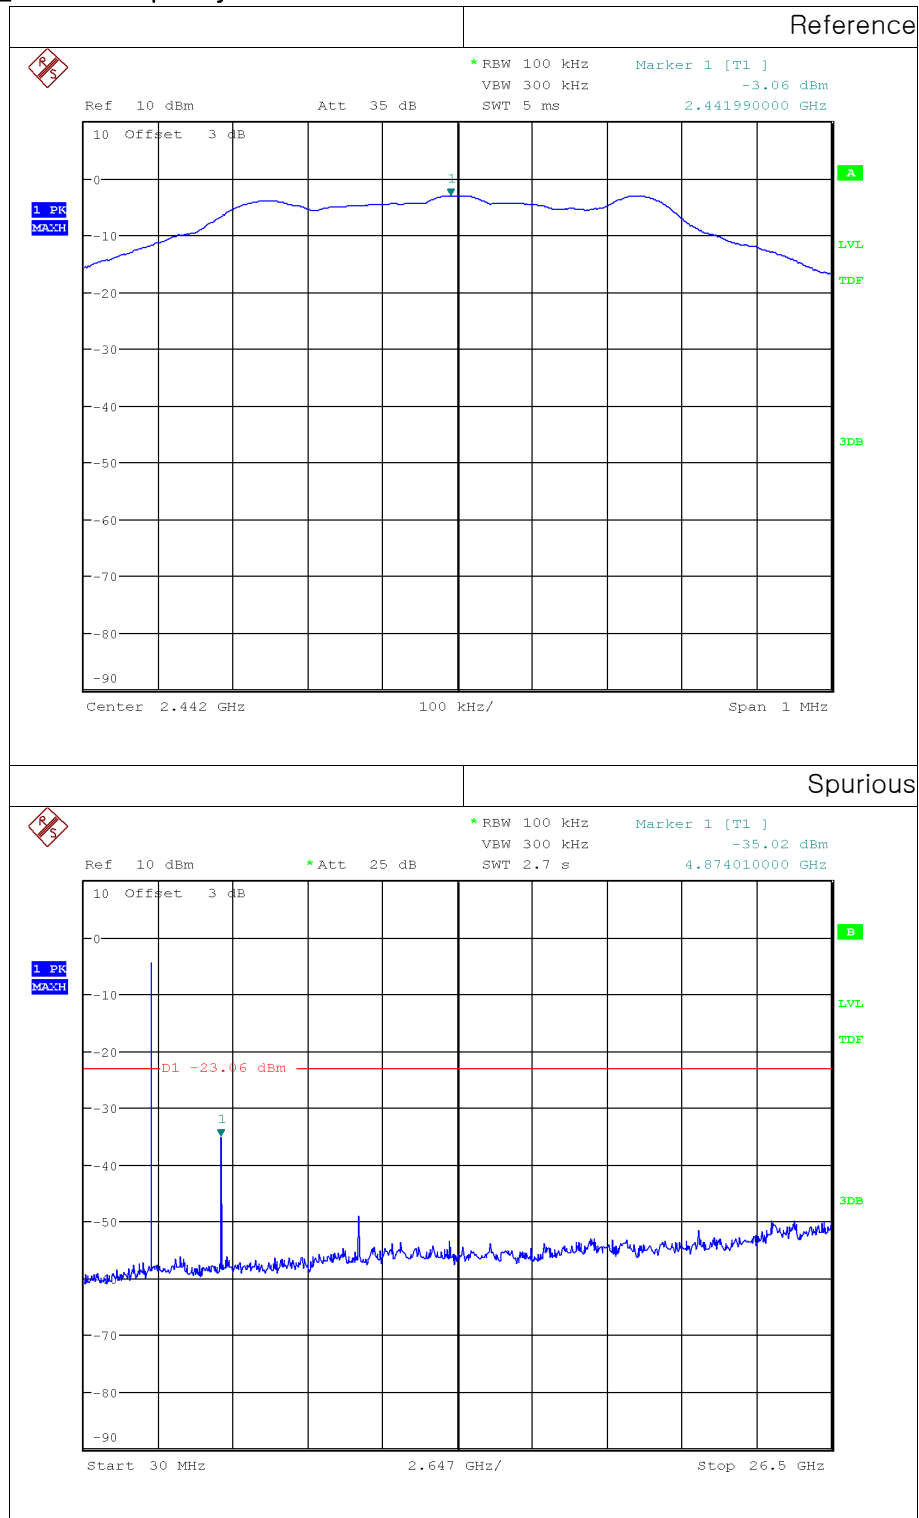 Reference
R S
* RBW 100 kHz Marker 1 [T1 ]
VBW 300 kHz -3.06 dBm
Ref 10 dBm Att 35 dB SWT 5 ms 2.441990000 GHz
10 Offset 3 dB
A
0
1
1 PK
MAXH
-10
LVL
TDF
-20
-30
-40
3DB
-50
-60
-70
-80
-90
Center 2.442 GHz 100 kHz/ Span 1 MHz
Spurious
R S
* RBW 100 kHz Marker 1 [T1 ]
VBW 300 kHz -35.02 dBm
Ref 10 dBm * Att 25 dB SWT 2.7 s 4.874010000 GHz
10 Offset 3 dB
B
0
1 PK
MAXH
-10
LVL
TDF
-20
D1 -23.06 dBm
-30
1
-40
3DB
-50
-70
-80
-90
Start 30 MHz 2.647 GHz/ Stop 26.5 GHz